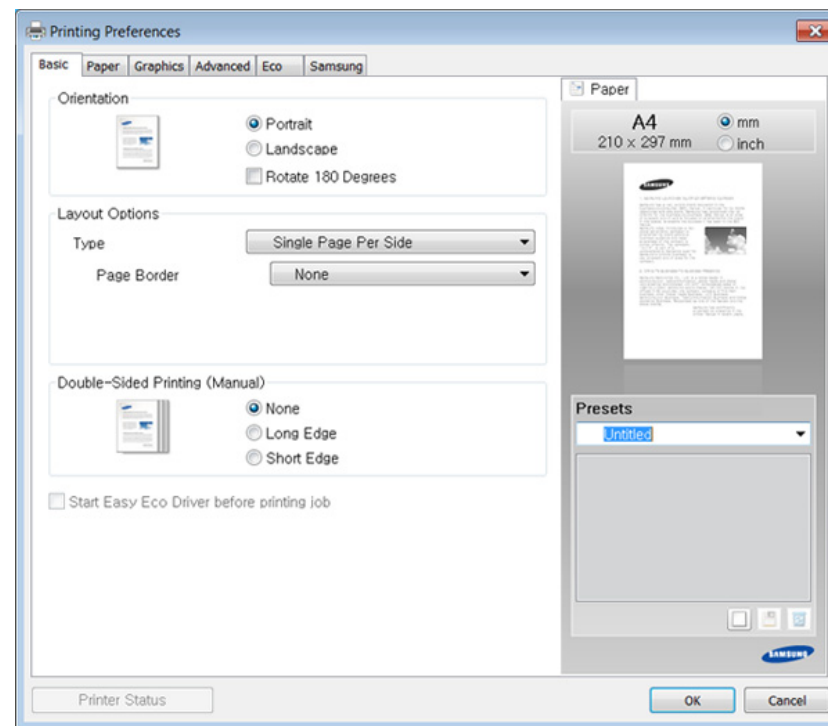 Printing Preferences
Basic Paper Graphics Advanced Eco Samsung
Orientation
Portrait
Landscape
Rotate 180 Degrees
Layout Options
Type Single Page Per Side
Page Border None
Double-Sided Printing (Manual)
None
Long Edge
Short Edge
Start Easy Eco Driver before printing job
Paper
A4 mm
210 x 297 mm inch
SAMSUNG
Presets
Untitled
SAMSUNG
Printer Status OK Cancel